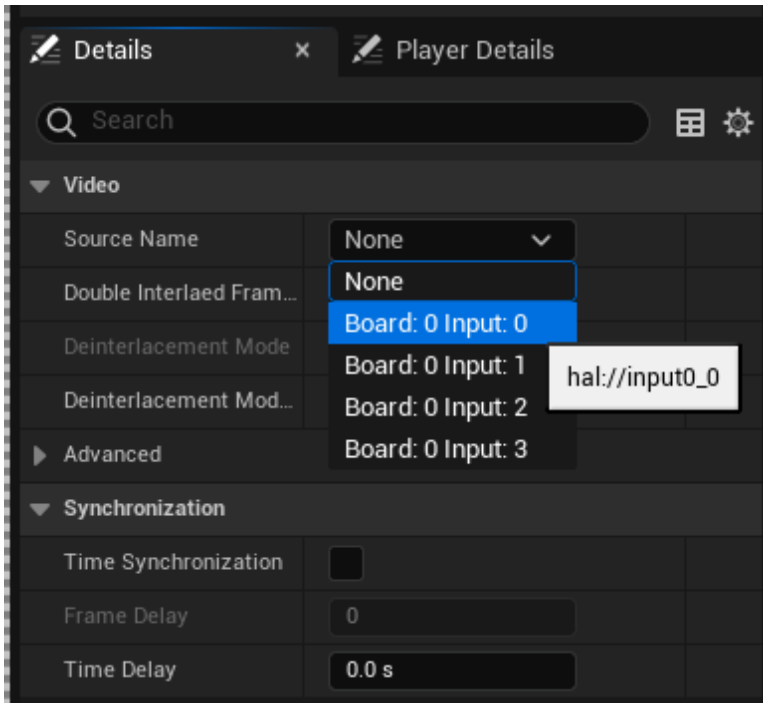 Details Player Details
Search
Video
Source Name None
None
Double Interlaed Fram...
Board: 0 Input: 0
Deinterlacement Mode
Board: 0 Input: 1
hal://input0_0
Deinterlacement Mod...
Board: 0 Input: 2
Advanced
Board: 0 Input: 3
Synchronization
Time Synchronization
Frame Delay 0
Time Delay 0.0 s